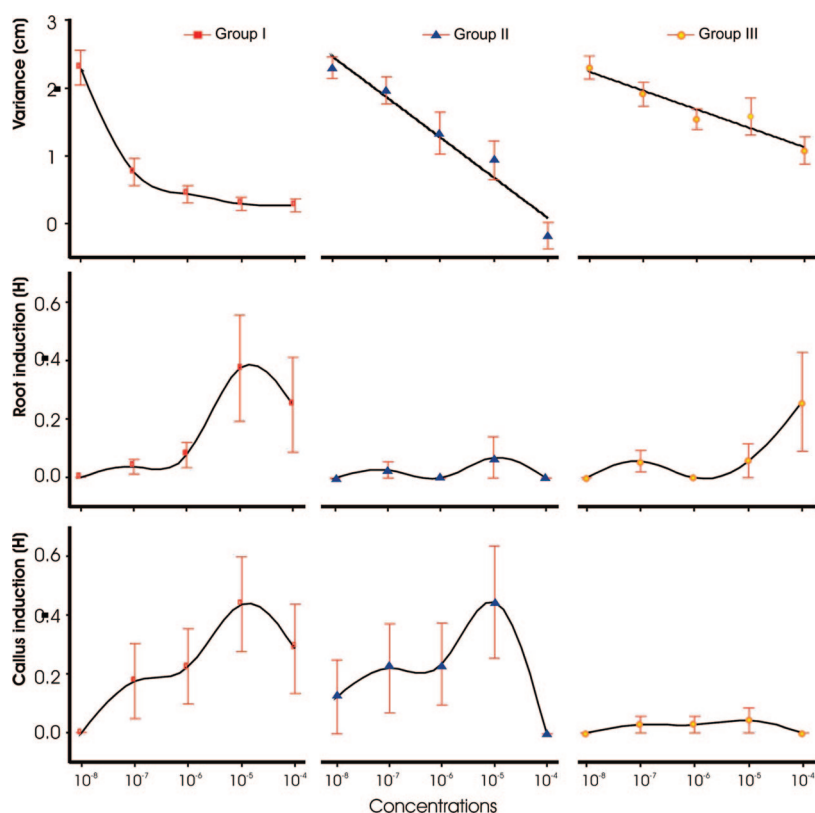 Group I
Group II
Group III
Variance (cm)
3
2
1
0
Root induction (H)
0.6
0.4
0.2
0.0
Callus induction (H)
0.6
0.4
0.2
0.0
10-8 10-7 10-6 10-5 10-4
10-8 10-7 10-6 10-5 10-4
10-8 10-7 10-6 10-5 10-4
Concentrations